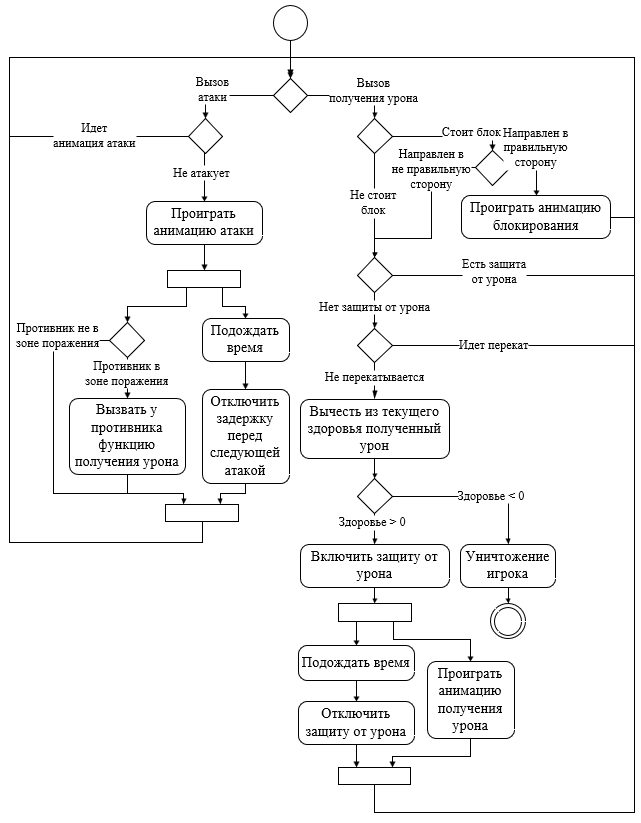 Вызов
атаки
Вызов
получения урона
Идет
анимация атаки
Не атакует
Проиграть
анимацию атаки
Противник не в
зоне поражения
Противник в
зоне поражения
Вызвать у
противника
функцию
получения урона
Подождать
время
Отключить
задержку
перед
следующей
атакой
Стоит блок
Направлен в
правильную
сторону
Направлен в
не правильную
сторону
Проиграть анимацию
блокирования
Не стоит
блок
Есть защита
от урона
Нет защиты от урона
Идет перекат
Не перекатывается
Вычесть из текущего
здоровья полученный
урон
Здоровье < 0
Здоровье > 0
Включить защиту от
урона
Уничтожение
игрока
Подождать время
Отключить
защиту от урона
Проиграть
анимацию
получения
урона